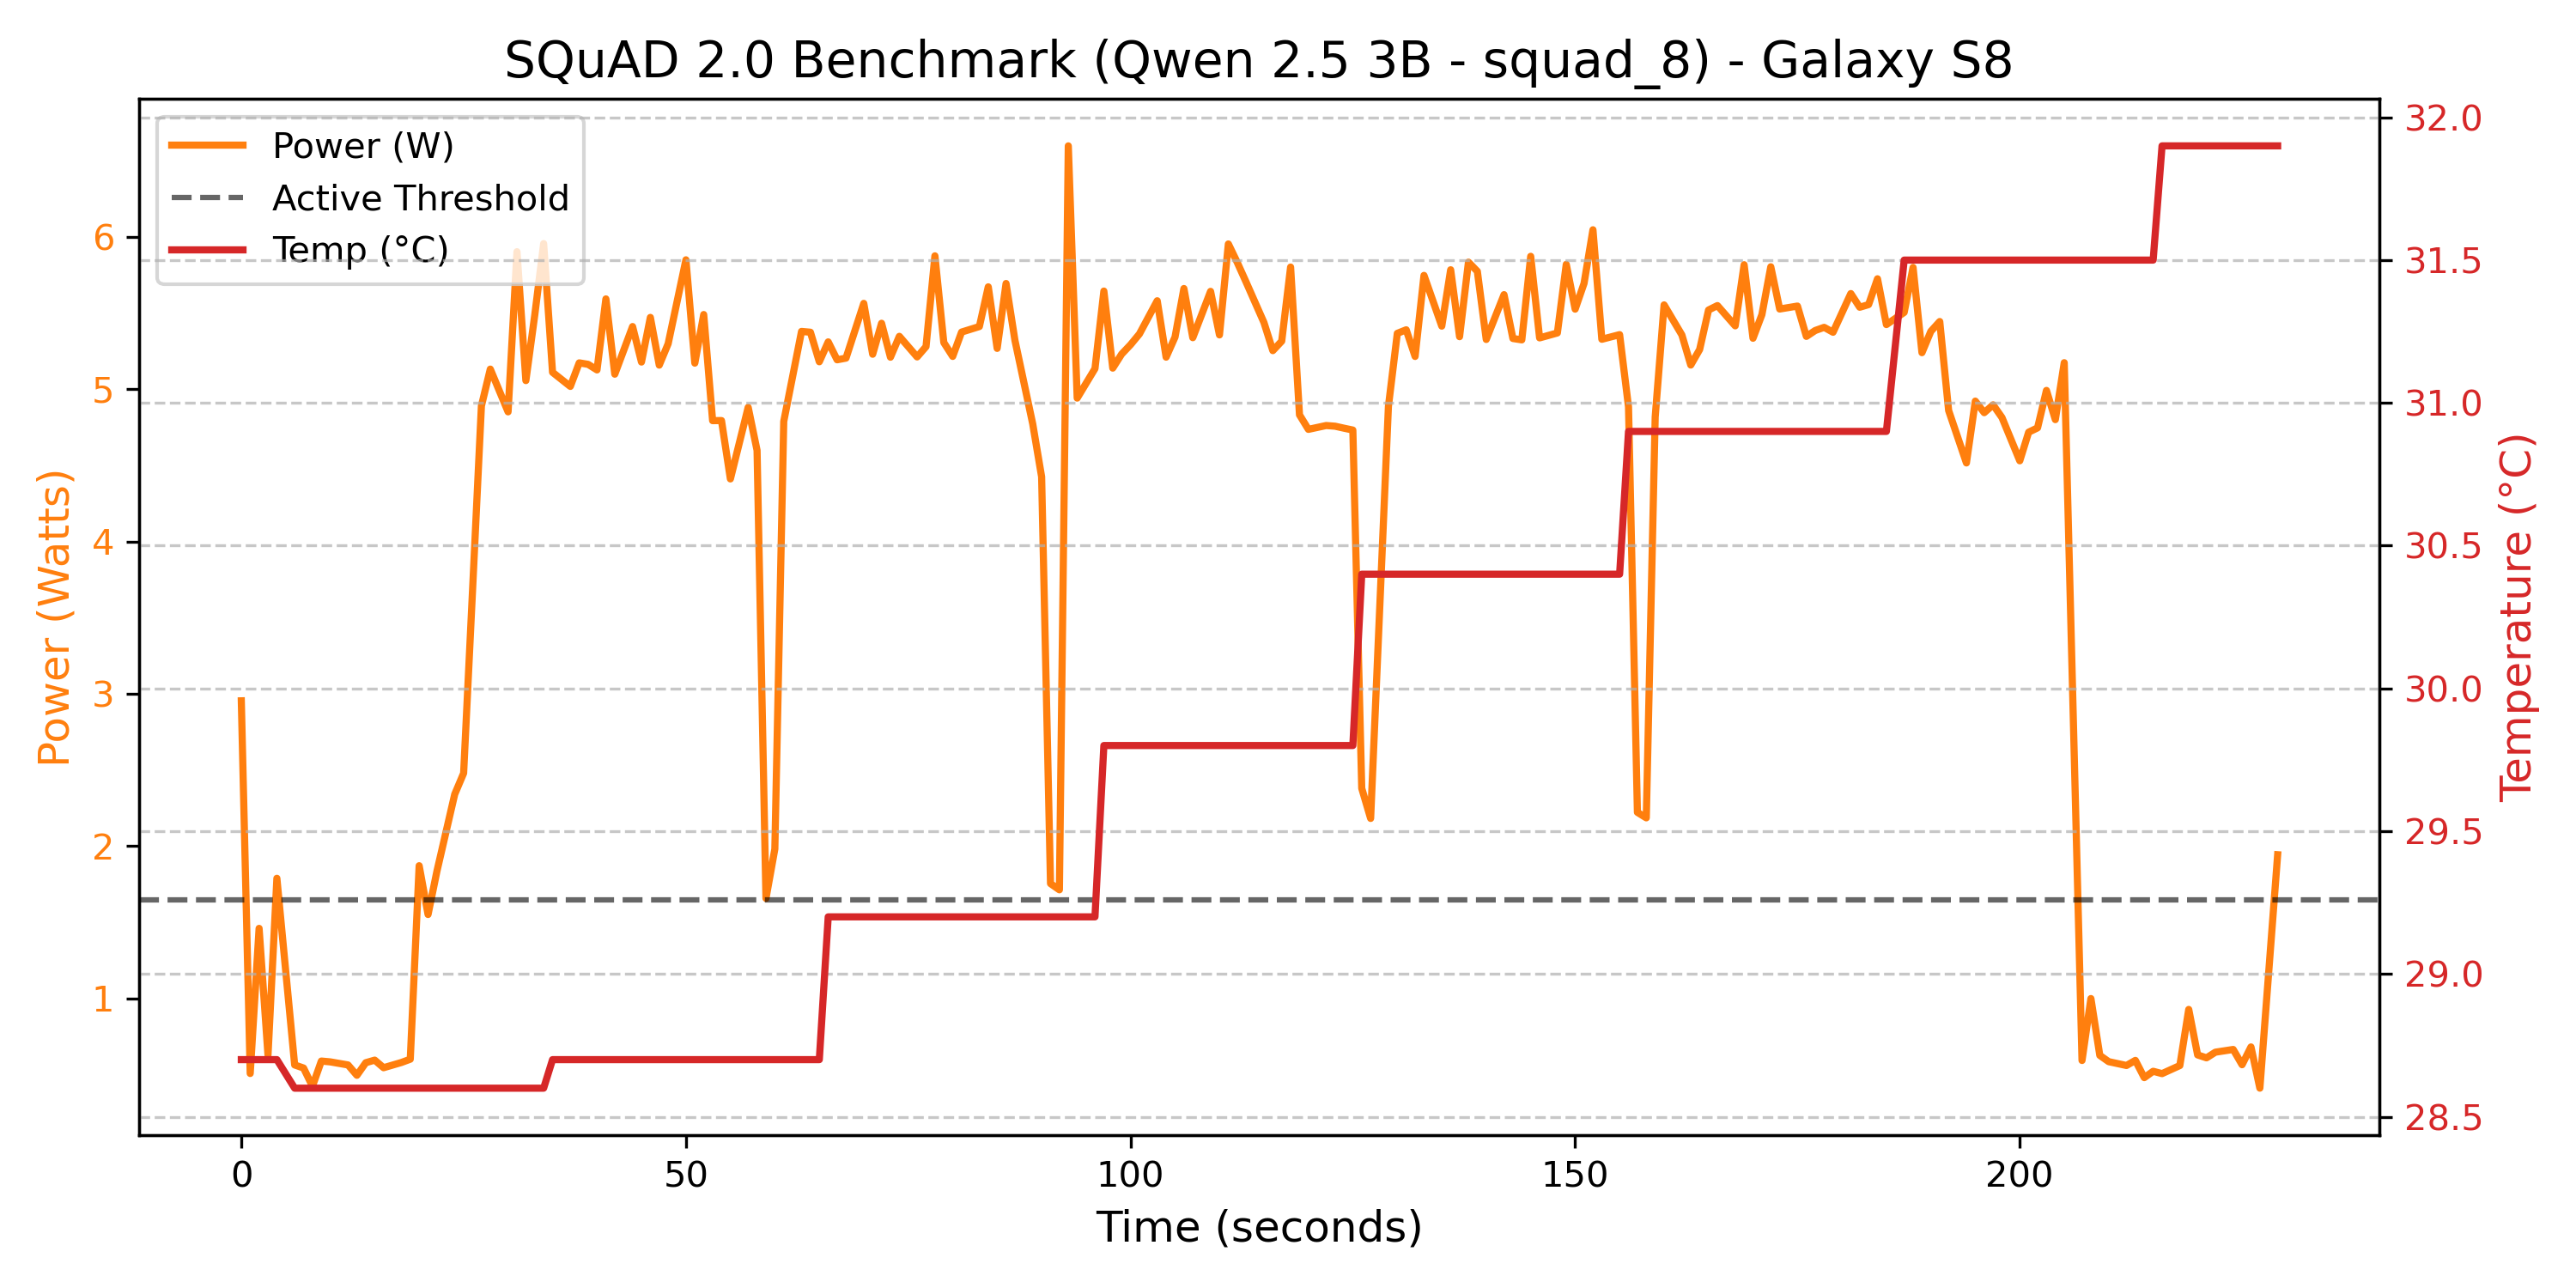 SQuAD 2.0 Benchmark (Qwen 2.5 3B - squad_8) - Galaxy S8
Power (W)
Active Threshold
Temp (°C)
Power (Watts)
6
5
4
3
2
1
32.0
31.5
31.0
30.5
30.0
29.5
29.0
28.5
Temperature (°C)
0
50
100
150
200
Time (seconds)